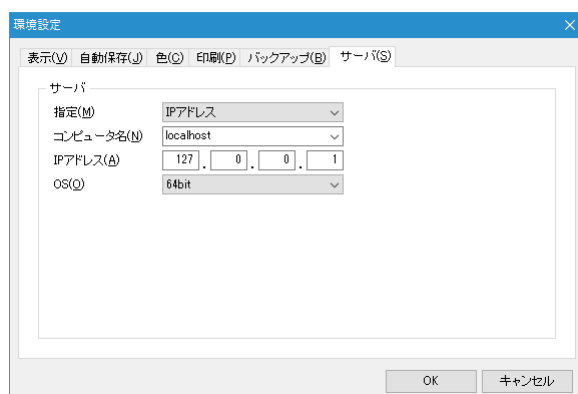 環境設定
表示(V) 自動保存(J) 色(C) 印刷(P) バックアップ(B) サーバ(S)
サーバ
指定(M) IPアドレス
コンピュータ名(N) localhost
IPアドレス(A) 127 . 0 . 0 . 1
OS(O) 64bit
OK キャンセル